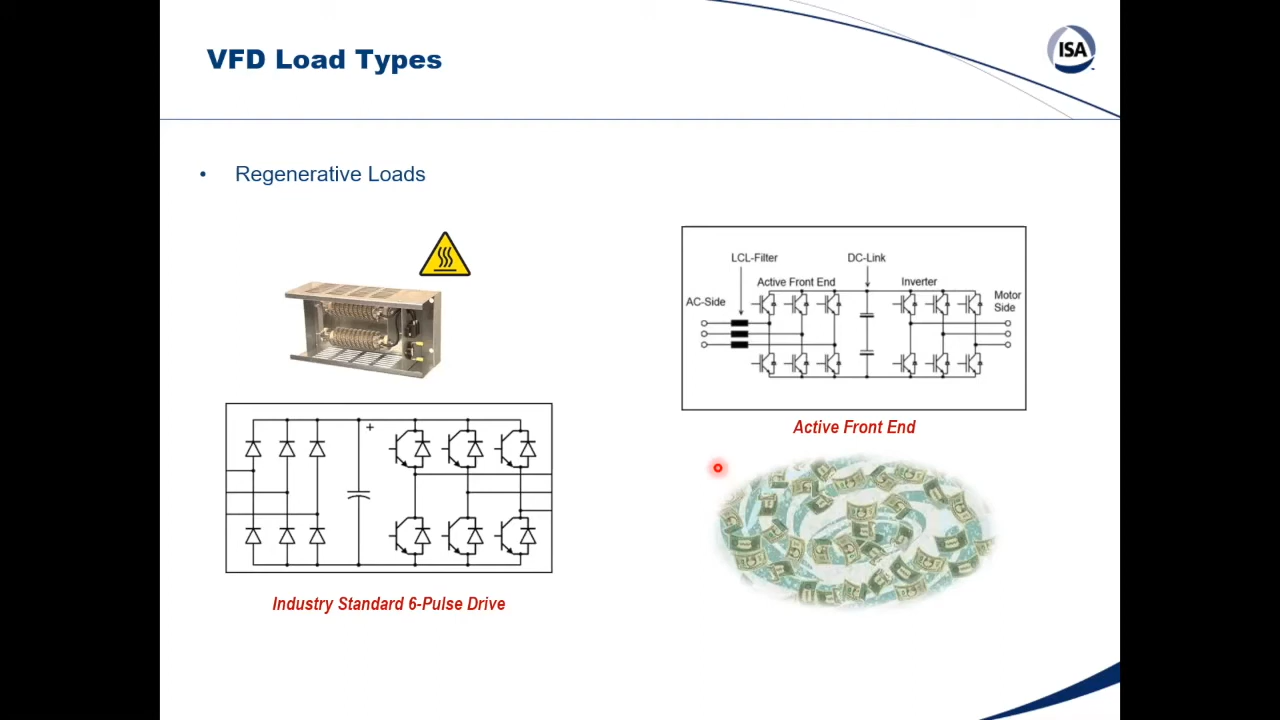 VFD Load Types
ISA
• Regenerative Loads
LCL-Filter
DC-Link
Active Front End
Inverter
AC-Side
Motor
Side
Active Front End
+
Industry Standard 6-Pulse Drive